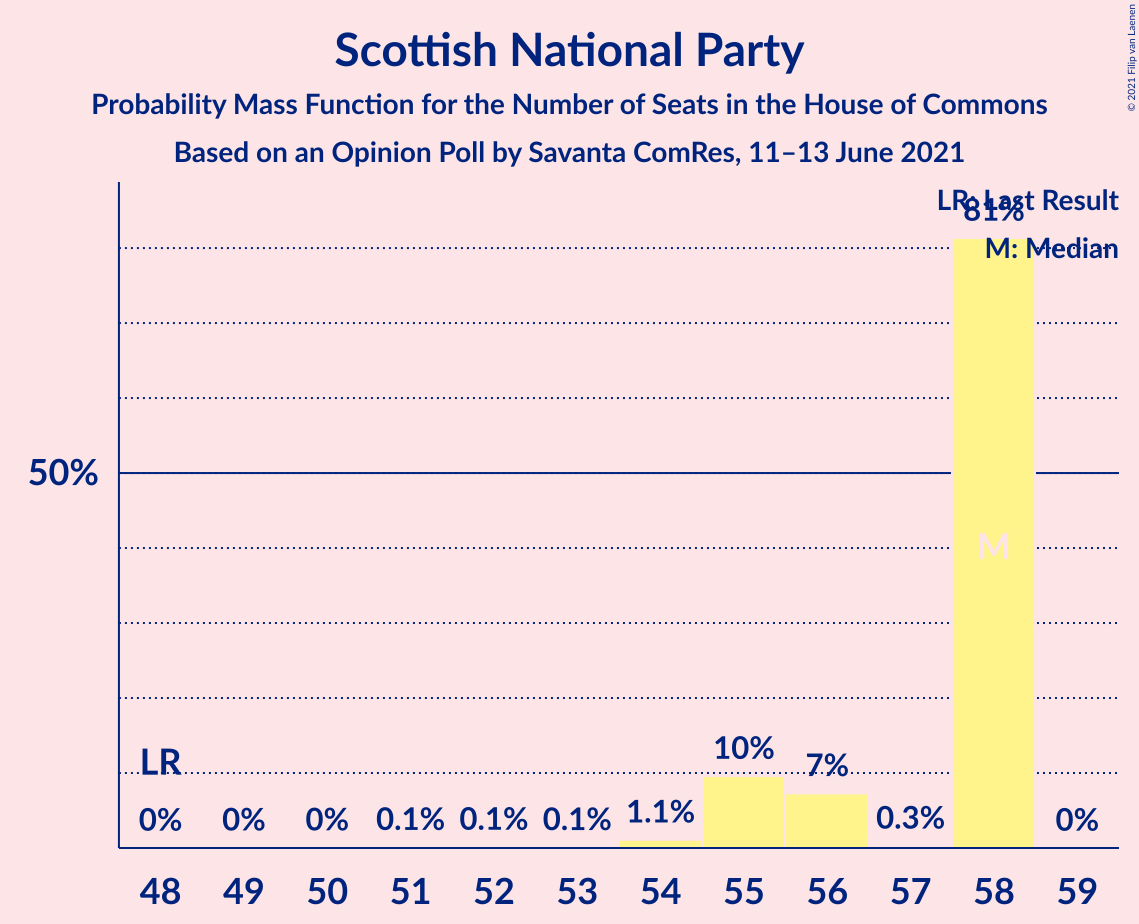 Scottish National Party
Probability Mass Function for the Number of Seats in the House of Commons
Based on an Opinion Poll by Savanta ComRes, 11–13 June 2021
© 2021 Filip van Laenen
LR: Last Result
81%
M: Median
50%
M
LR
0% 0% 0% 0.1% 0.1% 0.1% 1.1% 10% 7% 0.3% 0%
48 49 50 51 52 53 54 55 56 57 58 59